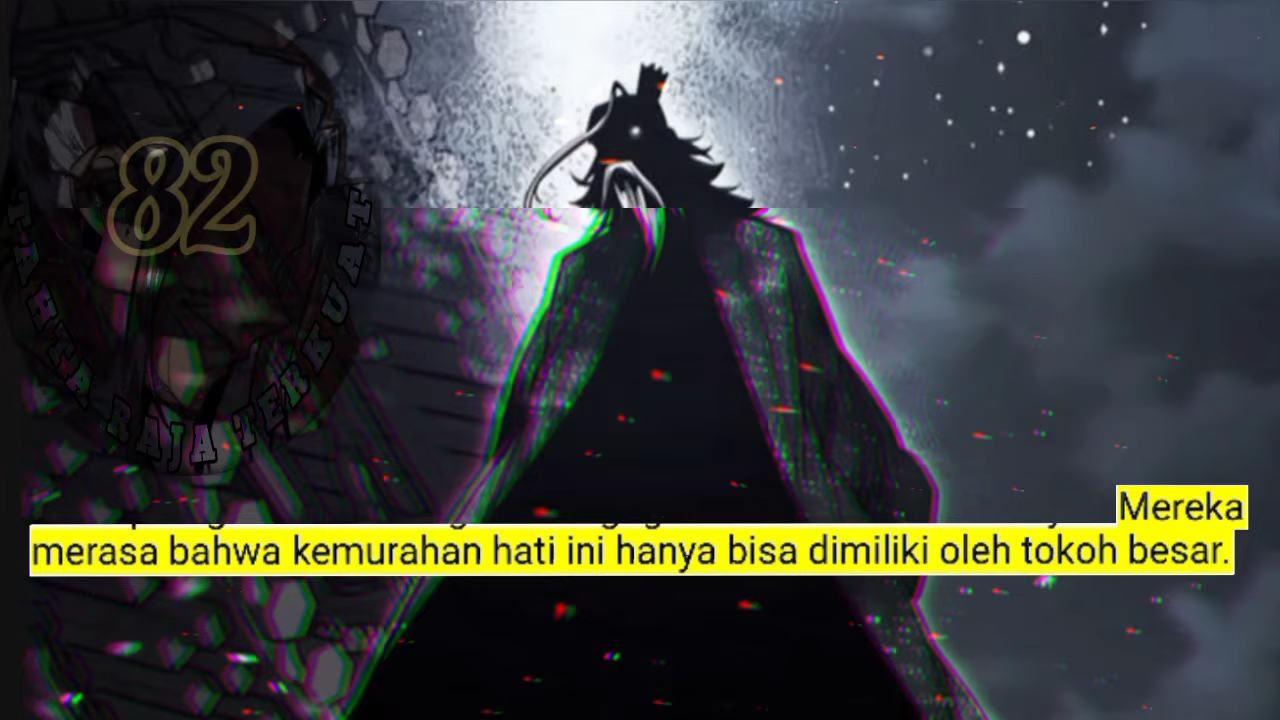 82
TAHTA RAJA TERKUAT
Mereka
merasa bahwa kemurahan hati ini hanya bisa dimiliki oleh tokoh besar.